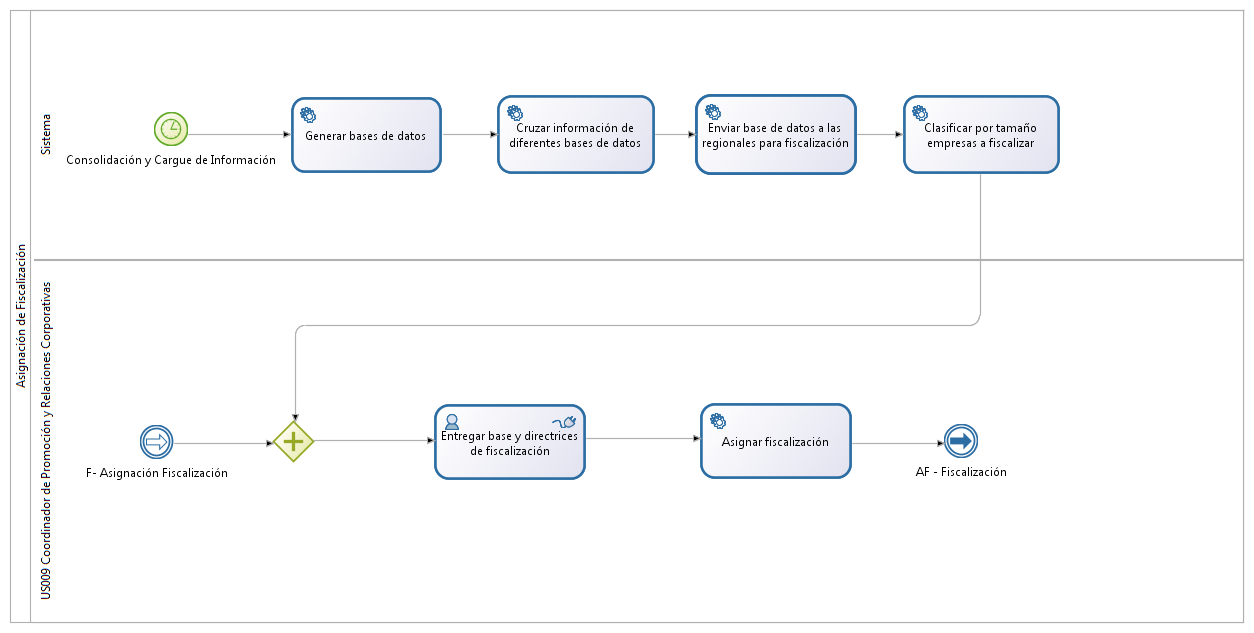 Asignación de Fiscalización
Sistema
Consolidación y Cargue de Información
Generar bases de datos
Cruzar información de
diferentes bases de datos
Enviar base de datos a las
regionales para fiscalización
Clasificar por tamaño
empresas a fiscalizar
US009 Coordinador de Promoción y Relaciones Corporativas
F- Asignación Fiscalización
Entregar base y directrices
de fiscalización
Asignar fiscalización
AF - Fiscalización